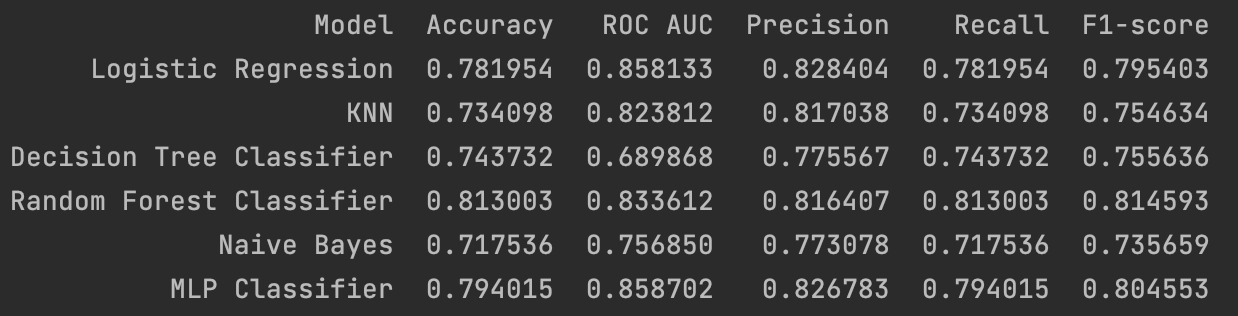 Model Accuracy ROC AUC Precision Recall F1-score
Logistic Regression 0.781954 0.858133 0.828404 0.781954 0.795403
KNN 0.734098 0.823812 0.817038 0.734098 0.754634
Decision Tree Classifier 0.743732 0.689868 0.775567 0.743732 0.755636
Random Forest Classifier 0.813003 0.833612 0.816407 0.813003 0.814593
Naive Bayes 0.717536 0.756850 0.773078 0.717536 0.735659
MLP Classifier 0.794015 0.858702 0.826783 0.794015 0.804553